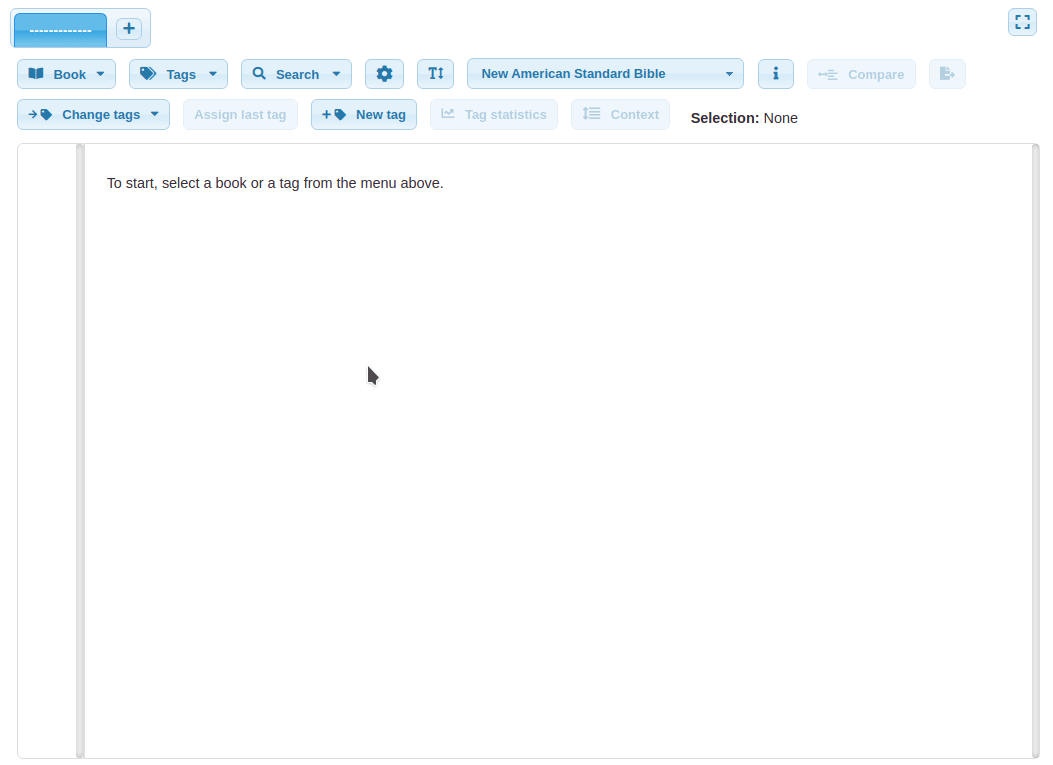 -------------
Book
Tags
Search
New American Standard Bible
Compare
Change tags
Assign last tag
New tag
Tag statistics
Context
Selection: None
To start, select a book or a tag from the menu above.